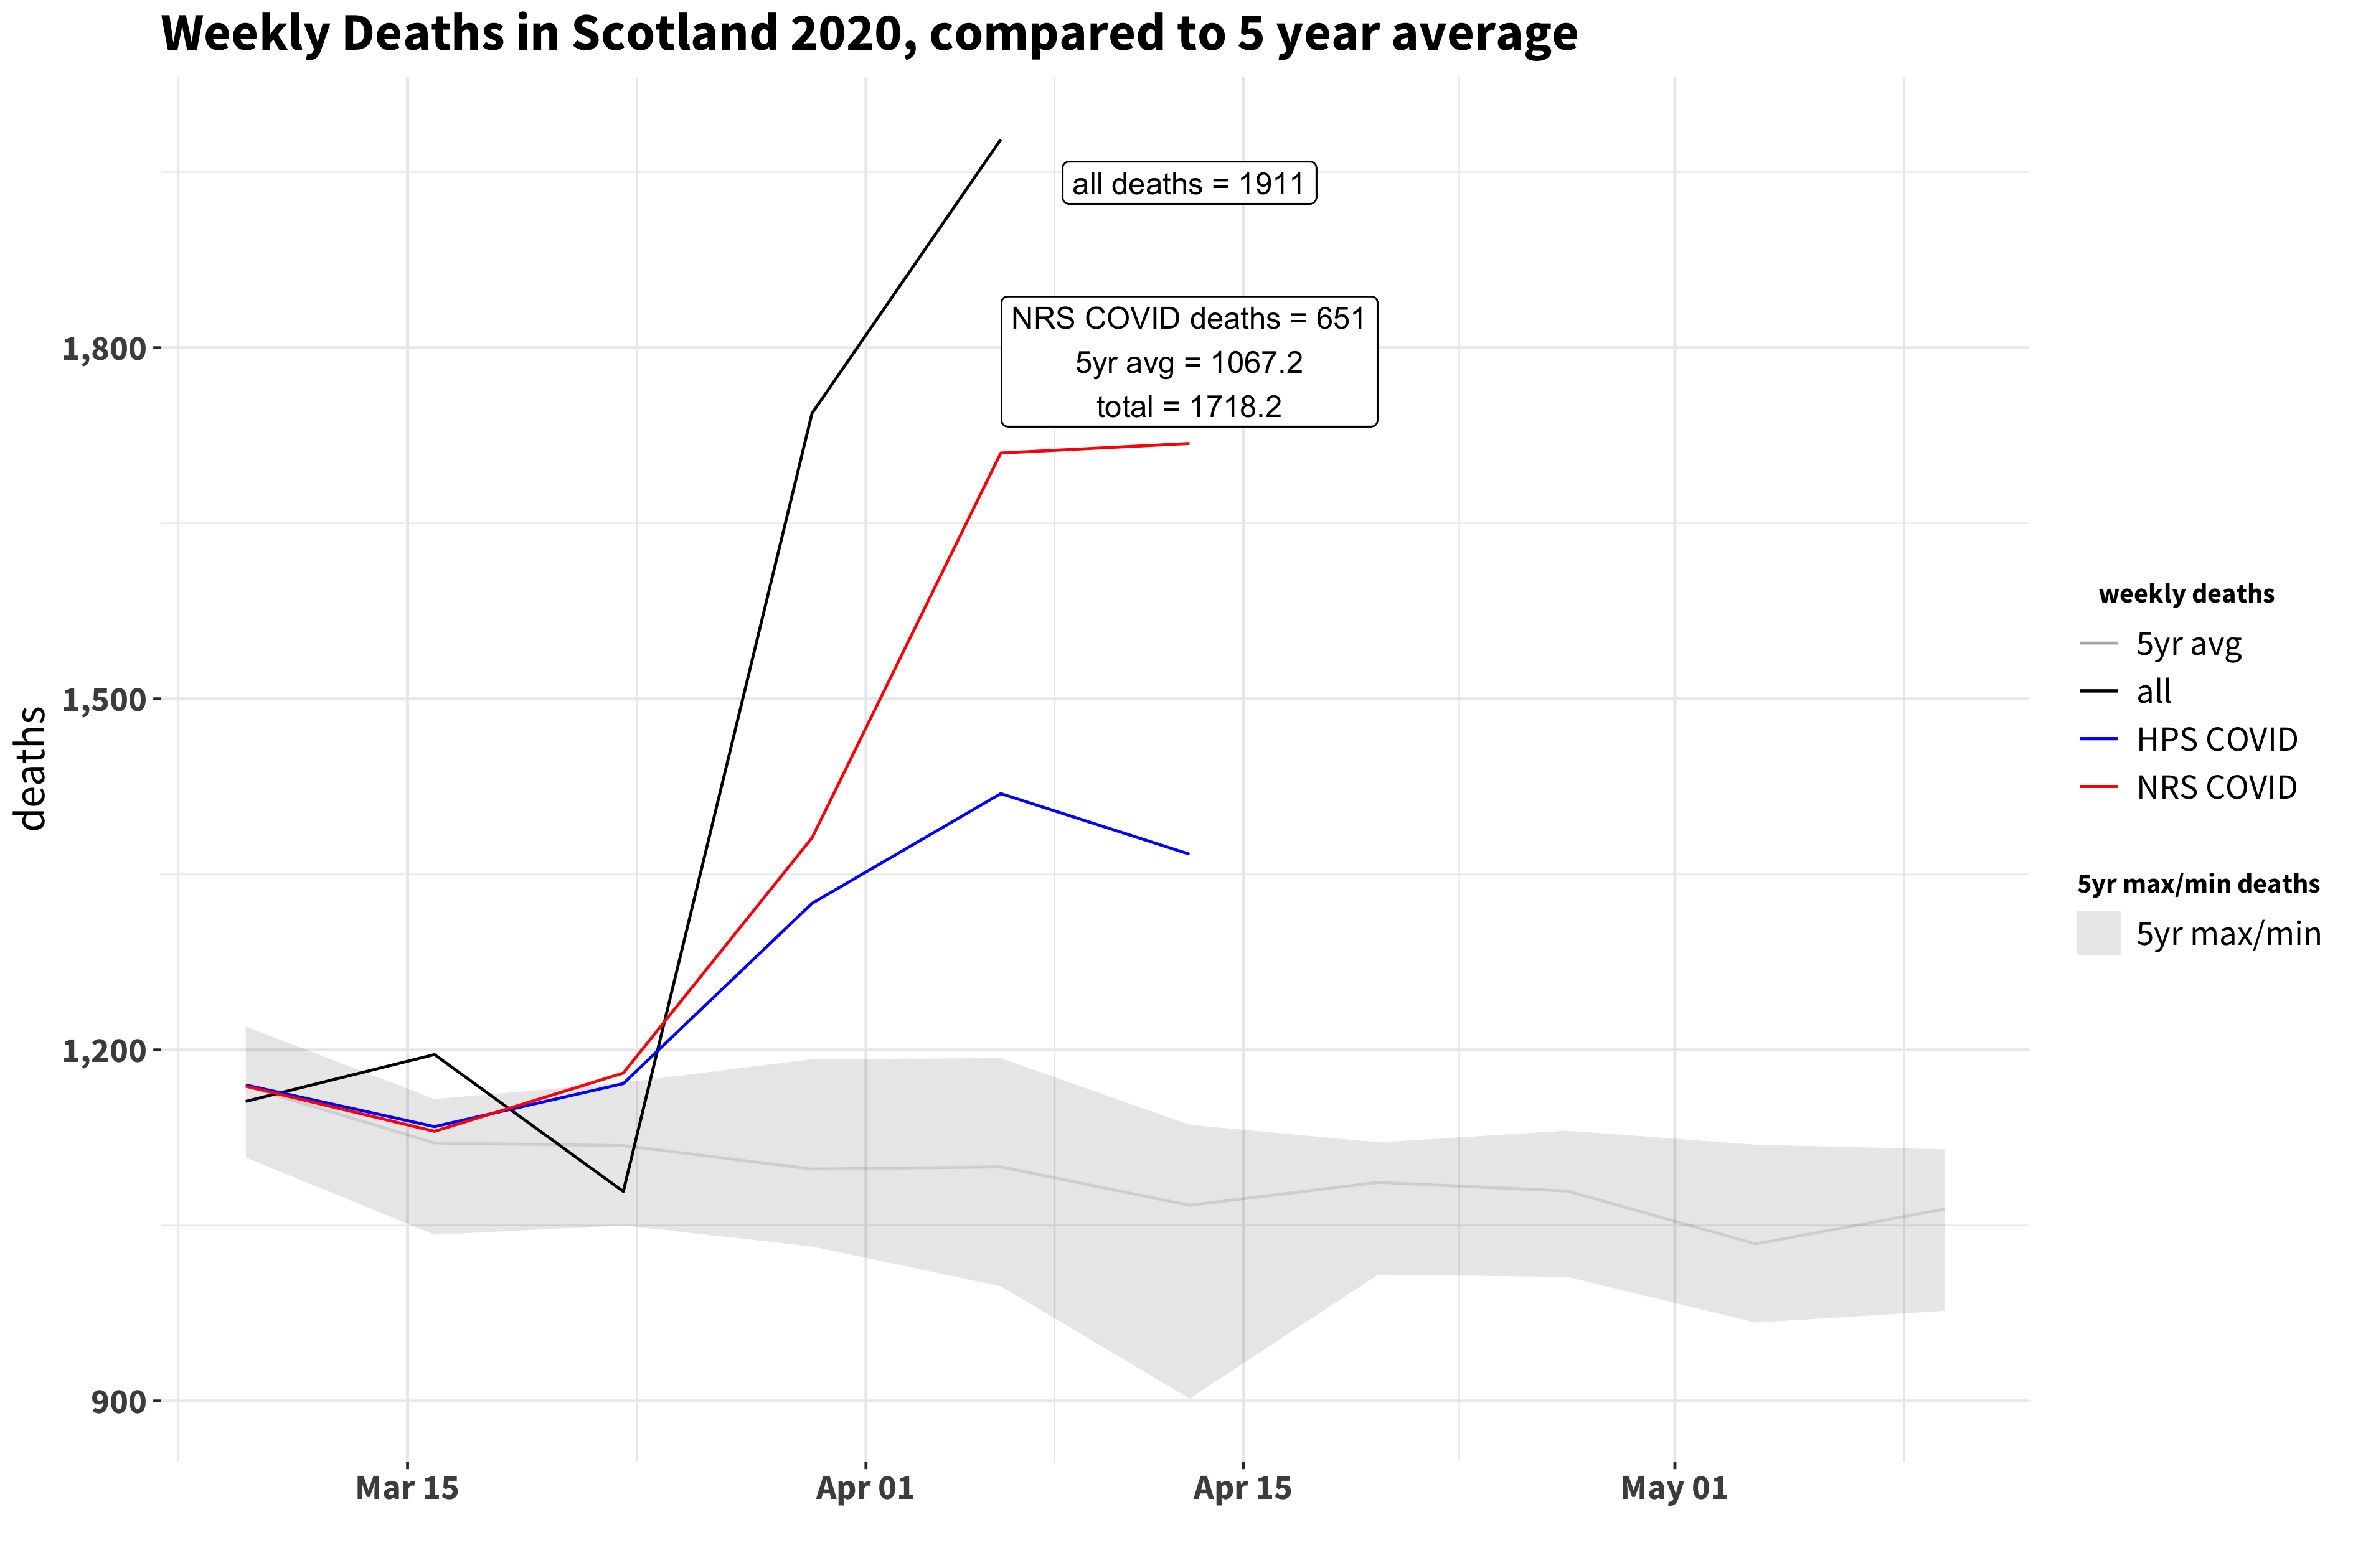 Weekly Deaths in Scotland 2020, compared to 5 year average
all deaths = 1911
NRS COVID deaths = 651
5yr avg = 1067.2
total = 1718.2
1,800
1,500
1,200
900
deaths
Mar 15
Apr 01
Apr 15
May 01
weekly deaths
5yr avg
all
HPS COVID
NRS COVID
5yr max/min deaths
5yr max/min